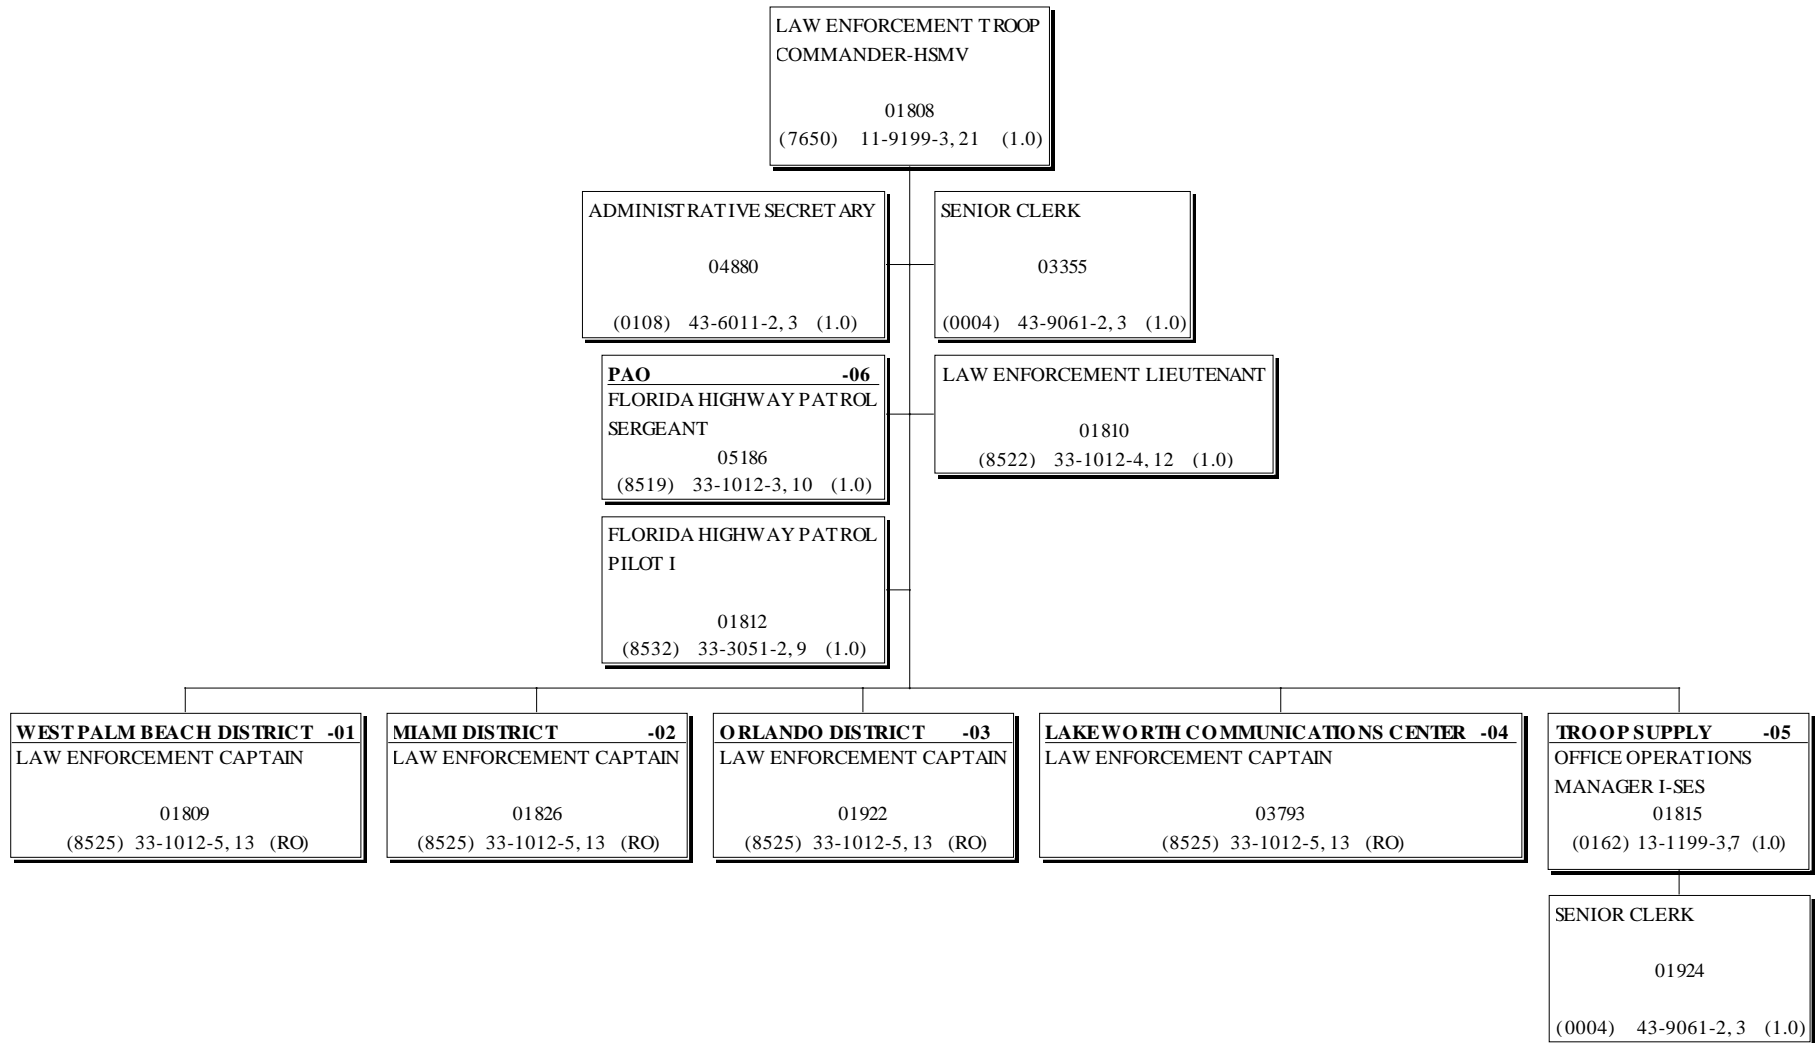 LAW ENFORCEMENT TROOP
COMMANDER-HSMV
01808
(7650) 11-9199-3, 21 (1.0)
ADMINISTRATIVE SECRETARY
04880
(0108) 43-6011-2, 3 (1.0)
SENIOR CLERK
03355
(0004) 43-9061-2, 3 (1.0)
PAO -06
FLORIDA HIGHWAY PATROL
SERGEANT
05186
(8519) 33-1012-3, 10 (1.0)
LAW ENFORCEMENT LIEUTENANT
01810
(8522) 33-1012-4, 12 (1.0)
FLORIDA HIGHWAY PATROL
PILOT I
01812
(8532) 33-3051-2, 9 (1.0)
WEST PALM BEACH DISTRICT -01
LAW ENFORCEMENT CAPTAIN
01809
(8525) 33-1012-5, 13 (RO)
MIAMI DISTRICT -02
LAW ENFORCEMENT CAPTAIN
01826
(8525) 33-1012-5, 13 (RO)
ORLANDO DISTRICT -03
LAW ENFORCEMENT CAPTAIN
01922
(8525) 33-1012-5, 13 (RO)
LAKEWORTH COMMUNICATIONS CENTER -04
LAW ENFORCEMENT CAPTAIN
03793
(8525) 33-1012-5, 13 (RO)
TROOP SUPPLY -05
OFFICE OPERATIONS
MANAGER I-SES
01815
(0162) 13-1199-3,7 (1.0)
SENIOR CLERK
01924
(0004) 43-9061-2, 3 (1.0)